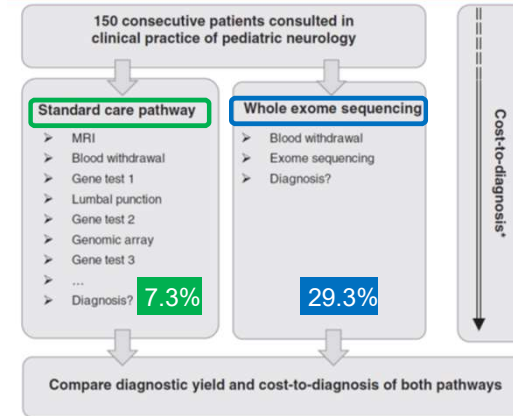 150 consecutive patients consulted in
clinical practice of pediatric neurology
Standard care pathway
➤ MRI
➤ Blood withdrawal
➤ Gene test 1
➤ Lumbal punction
➤ Gene test 2
➤ Genomic array
➤ Gene test 3
➤ ...
➤ Diagnosis? 7.3%
Whole exome sequencing
➤ Blood withdrawal
➤ Exome sequencing
➤ Diagnosis?
29.3%
Cost-to-diagnosis*
Compare diagnostic yield and cost-to-diagnosis of both pathways